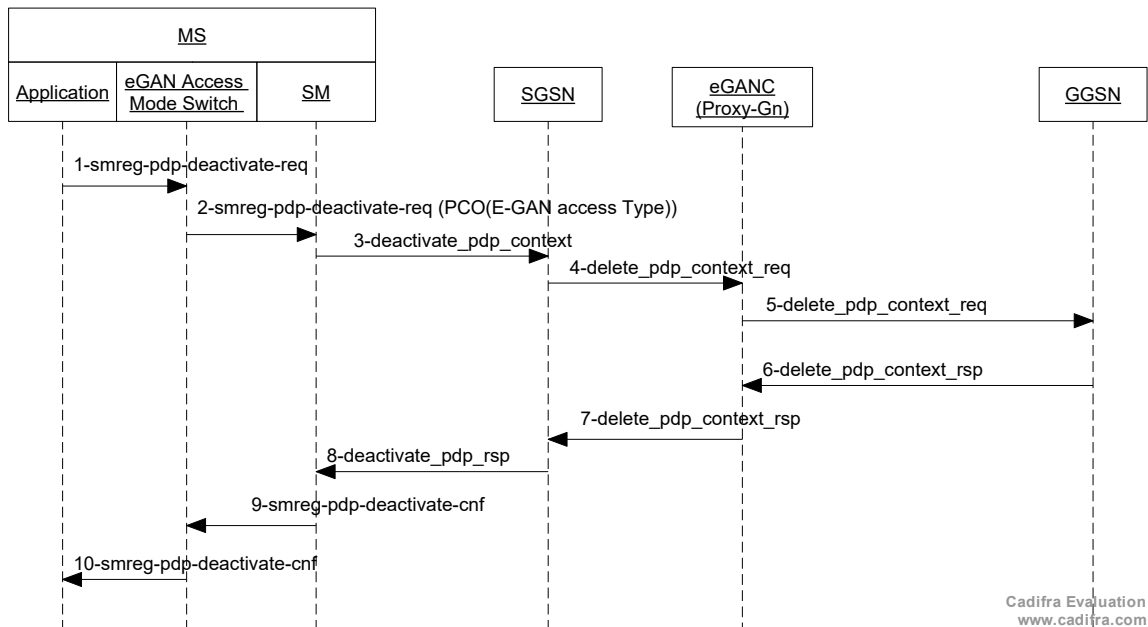 MS
Application
eGAN Access
Mode Switch
SM
SGSN
eGANC
(Proxy-Gn)
GGSN
1-smreg-pdp-deactivate-req
2-smreg-pdp-deactivate-req (PCO(E-GAN access Type))
3-deactivate_pdp_context
4-delete_pdp_context_req
5-delete_pdp_context_req
6-delete_pdp_context_rsp
7-delete_pdp_context_rsp
8-deactivate_pdp_rsp
9-smreg-pdp-deactivate-cnf
10-smreg-pdp-deactivate-cnf
Cadifra Evaluation
www.cadifra.com